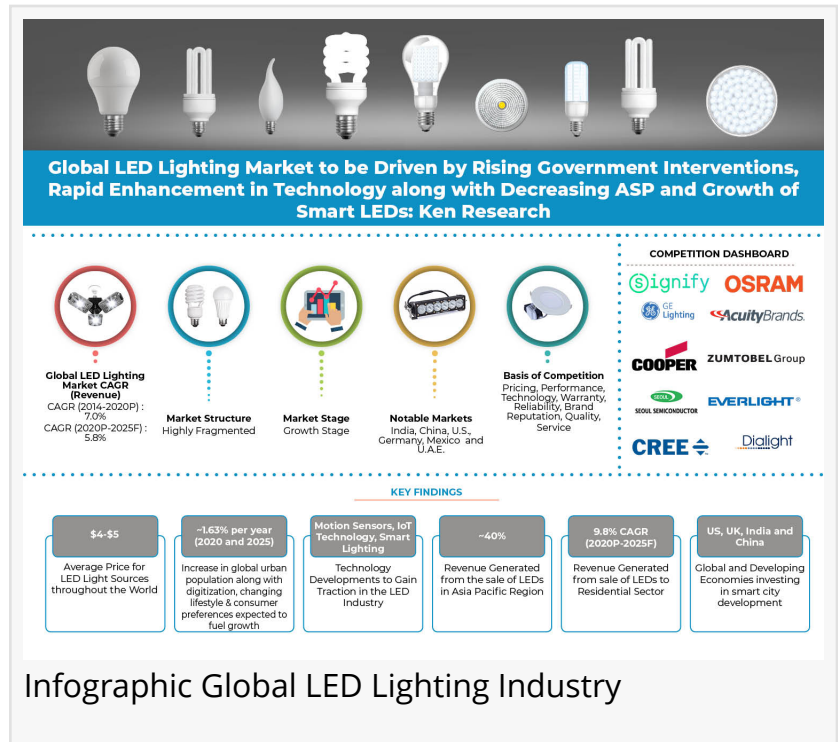 Global LED Lighting Market to be Driven by Rising Government Interventions,
Rapid Enhancement in Technology along with Decreasing ASP and Growth of
Smart LEDs: Ken Research
Global LED Lighting
Market CAGR
(Revenue)
CAGR (2014-2020P) :
7.0%
CAGR (2020P-2025F) :
5.8%
Market Structure
Highly Fragmented
Market Stage
Growth Stage
Notable Markets
India, China, U.S.,
Germany, Mexico and
U.A.E.
Basis of Competition
Pricing, Performance,
Technology, Warranty,
Reliability, Brand
Reputation, Quality,
Service
COMPETITION DASHBOARD
Signify
OSRAM
GE
Lighting
AcuityBrands.
COOPER
ZUMTOBEL Group
SEOUL
SEOUL SEMICONDUCTOR
EVERLIGHT®
CREE
Dialight
KEY FINDINGS
$4-$5
Average Price for
LED Light Sources
throughout the World
~1.63% per year
(2020 and 2025)
Increase in global urban
population along with
digitization, changing
lifestyle & consumer
preferences expected to
fuel growth
Motion Sensors, IoT
Technology, Smart
Lighting
Technology
Developments to Gain
Traction in the LED
Industry
~40%
Revenue Generated
from the sale of LEDs
in Asia Pacific Region
9.8% CAGR
(2020P-2025F)
Revenue Generated
from sale of LEDs to
Residential Sector
US, UK, India and
China
Global and Developing
Economies investing
in smart city
development
Infographic Global LED Lighting Industry